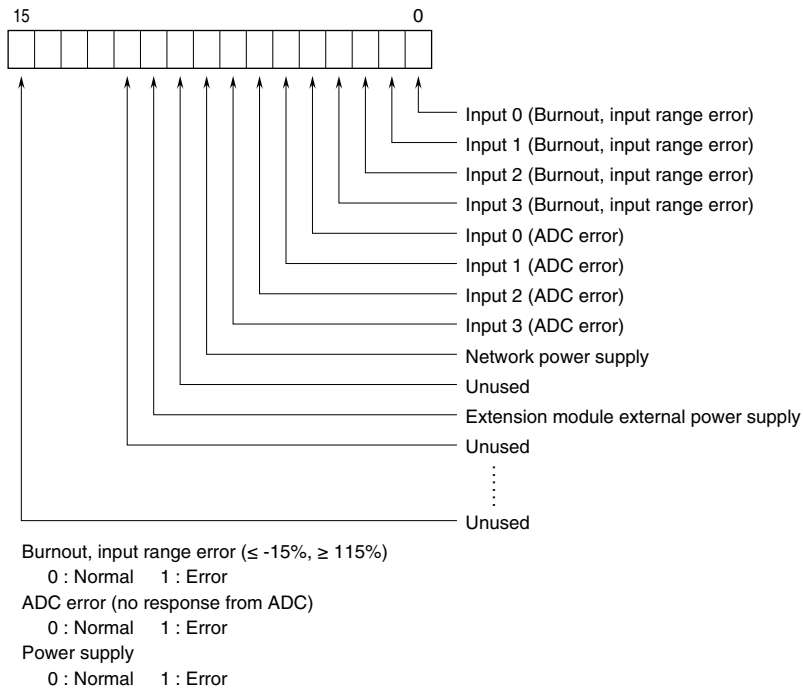 15 0
Input 0 (Burnout, input range error)
Input 1 (Burnout, input range error)
Input 2 (Burnout, input range error)
Input 3 (Burnout, input range error)
Input 0 (ADC error)
Input 1 (ADC error)
Input 2 (ADC error)
Input 3 (ADC error)
Network power supply
Unused
Extension module external power supply
Unused
Unused
Burnout, input range error (≤ -15%, ≥ 115%)
0 : Normal 1 : Error
ADC error (no response from ADC)
0 : Normal 1 : Error
Power supply
0 : Normal 1 : Error